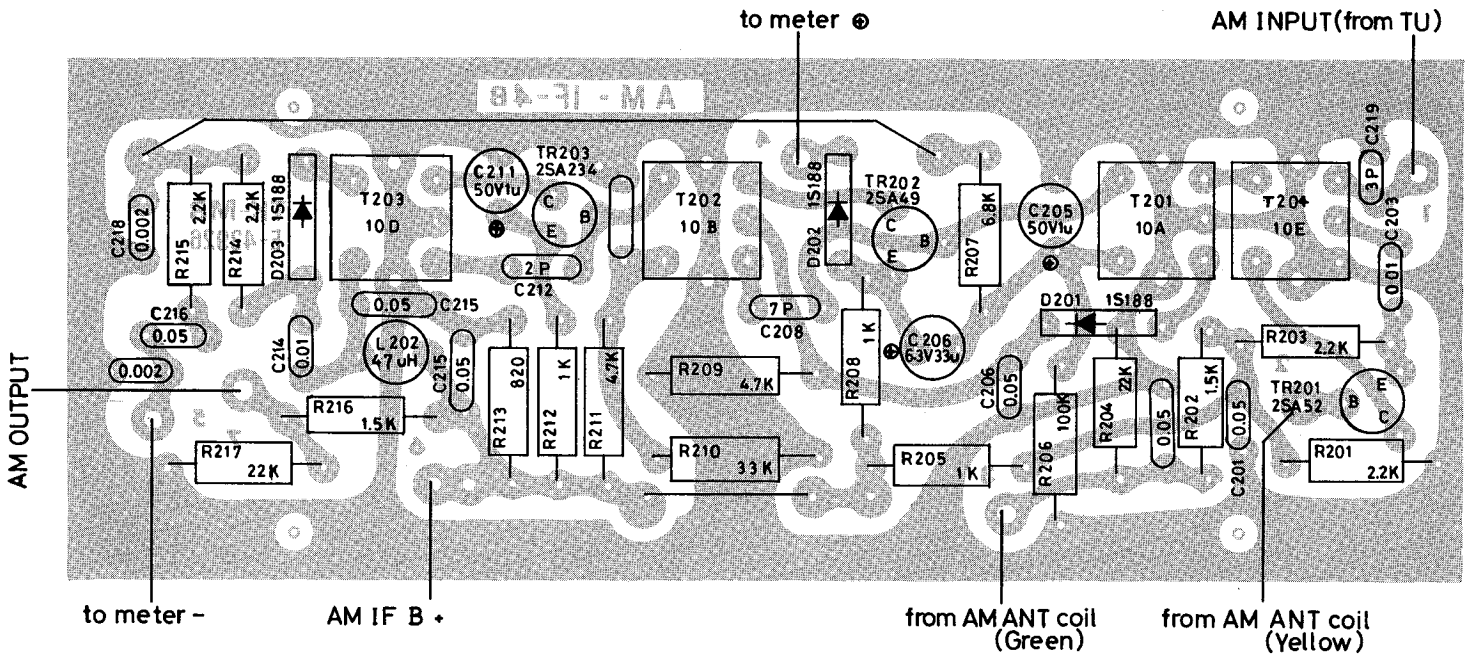 to meter ⊕
AM INPUT (from TU)
AM-IF-4B
C219
3P
TR203
2SA234
C211
50V1u
C
B
E
1S188
D203
T203
10D
2.2K
R215
2.2K
R214
C218
0.002
T202
10B
1S188
D202
TR202
2SA49
C
B
E
6.8K
R207
C205
50V1u
T201
10A
T204
10E
C203
0.01
2P
C212
0.05
C215
C216
0.05
0.002
C214
0.01
L202
47uH
C215
0.05
820
R213
1K
R212
4.7K
R211
7P
C208
1K
R208
C206
6.3V33u
D201
1S188
R203
2.2K
R209
4.7K
C206
0.05
100K
R206
22K
R204
0.05
1.5K
R202
0.05
C201
TR201
2SA52
E
B
C
AM OUTPUT
R216
1.5K
R217
22K
R210
33K
R205
1K
R201
2.2K
to meter -
AM IF B +
from AM ANT coil
(Green)
from AM ANT coil
(Yellow)